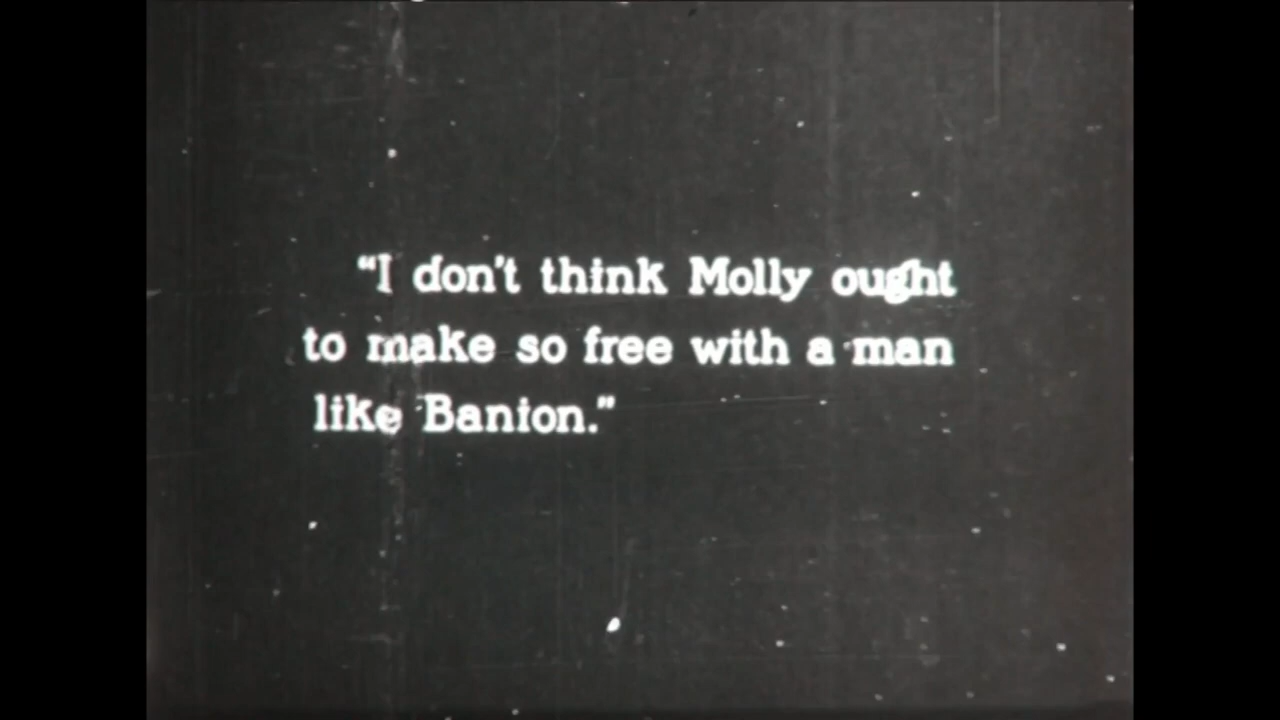 “I don't think Molly ought
to make so free with a man
like Banion.”